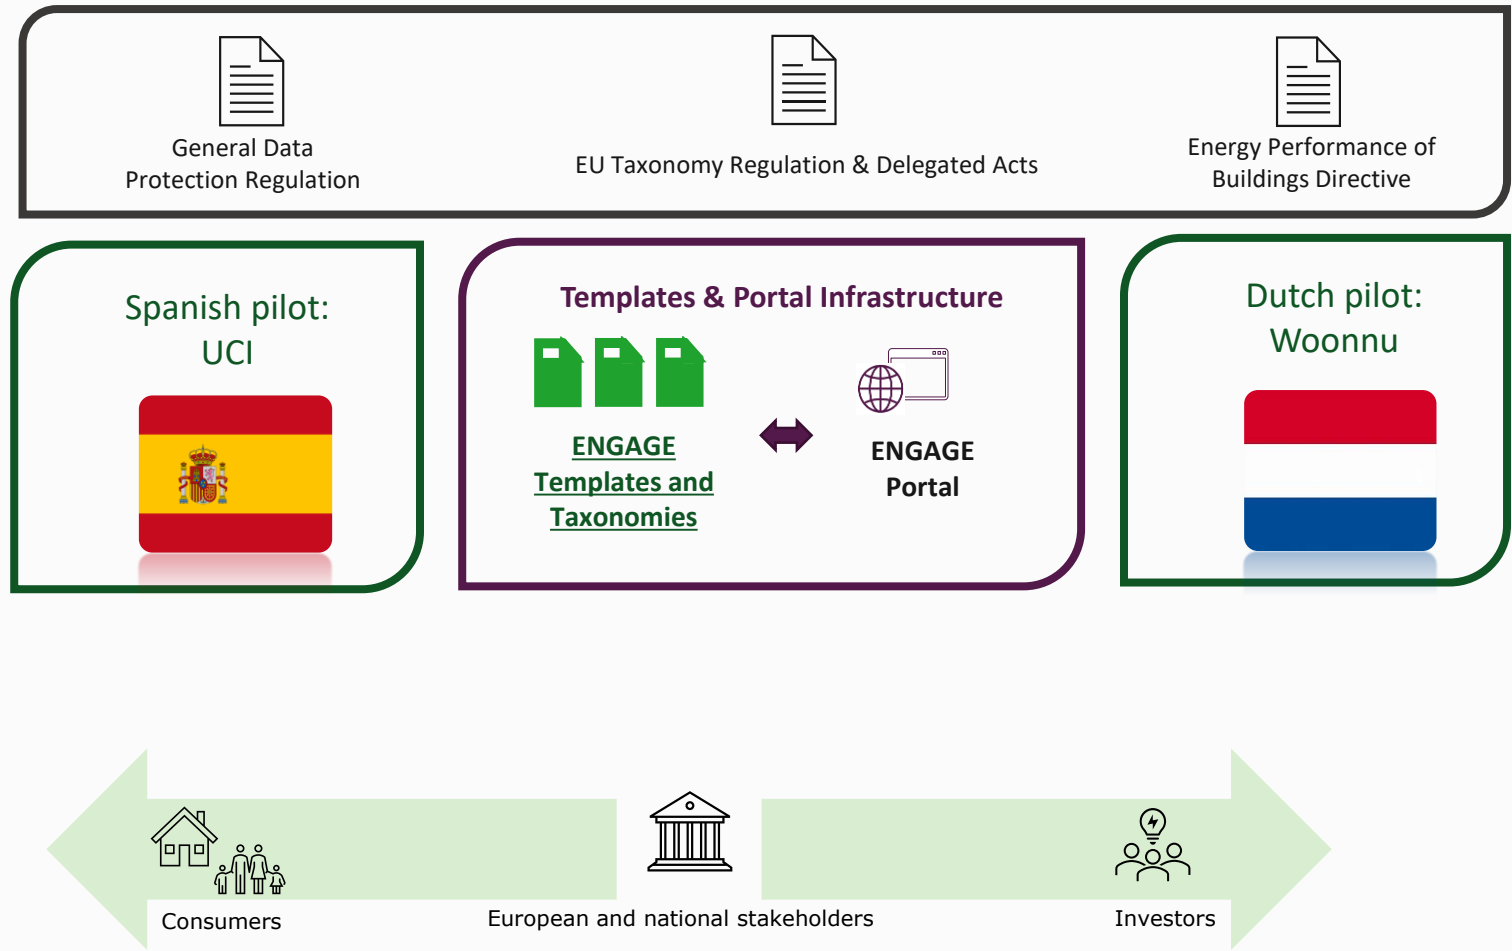 General Data
Protection Regulation
EU Taxonomy Regulation & Delegated Acts
Energy Performance of
Buildings Directive
Spanish pilot:
UCI
Templates & Portal Infrastructure
ENGAGE
Templates and
Taxonomies
ENGAGE
Portal
Dutch pilot:
Woonnu
Consumers
European and national stakeholders
Investors